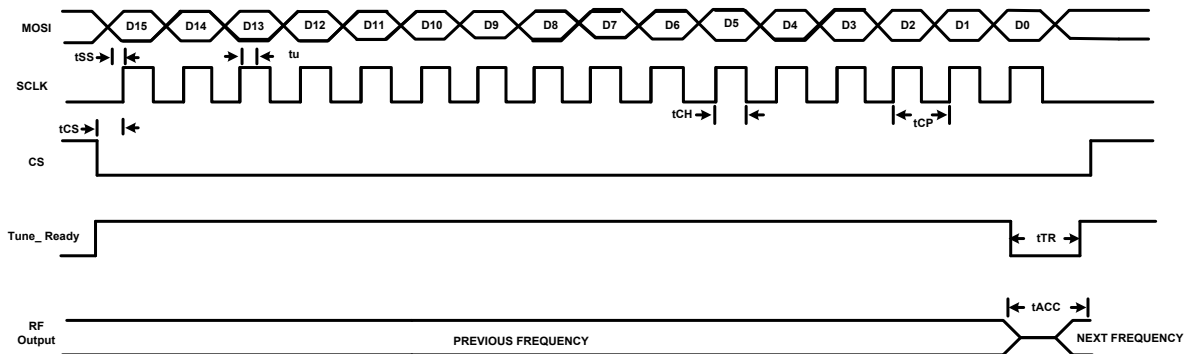 MOSI D15 D14 D13 D12 D11 D10 D9 D8 D7 D6 D5 D4 D3 D2 D1 D0
tSS tu
SCLK
tCH tCP
tCS
CS
Tune_ Ready tTR
tACC
RF
Output
PREVIOUS FREQUENCY NEXT FREQUENCY